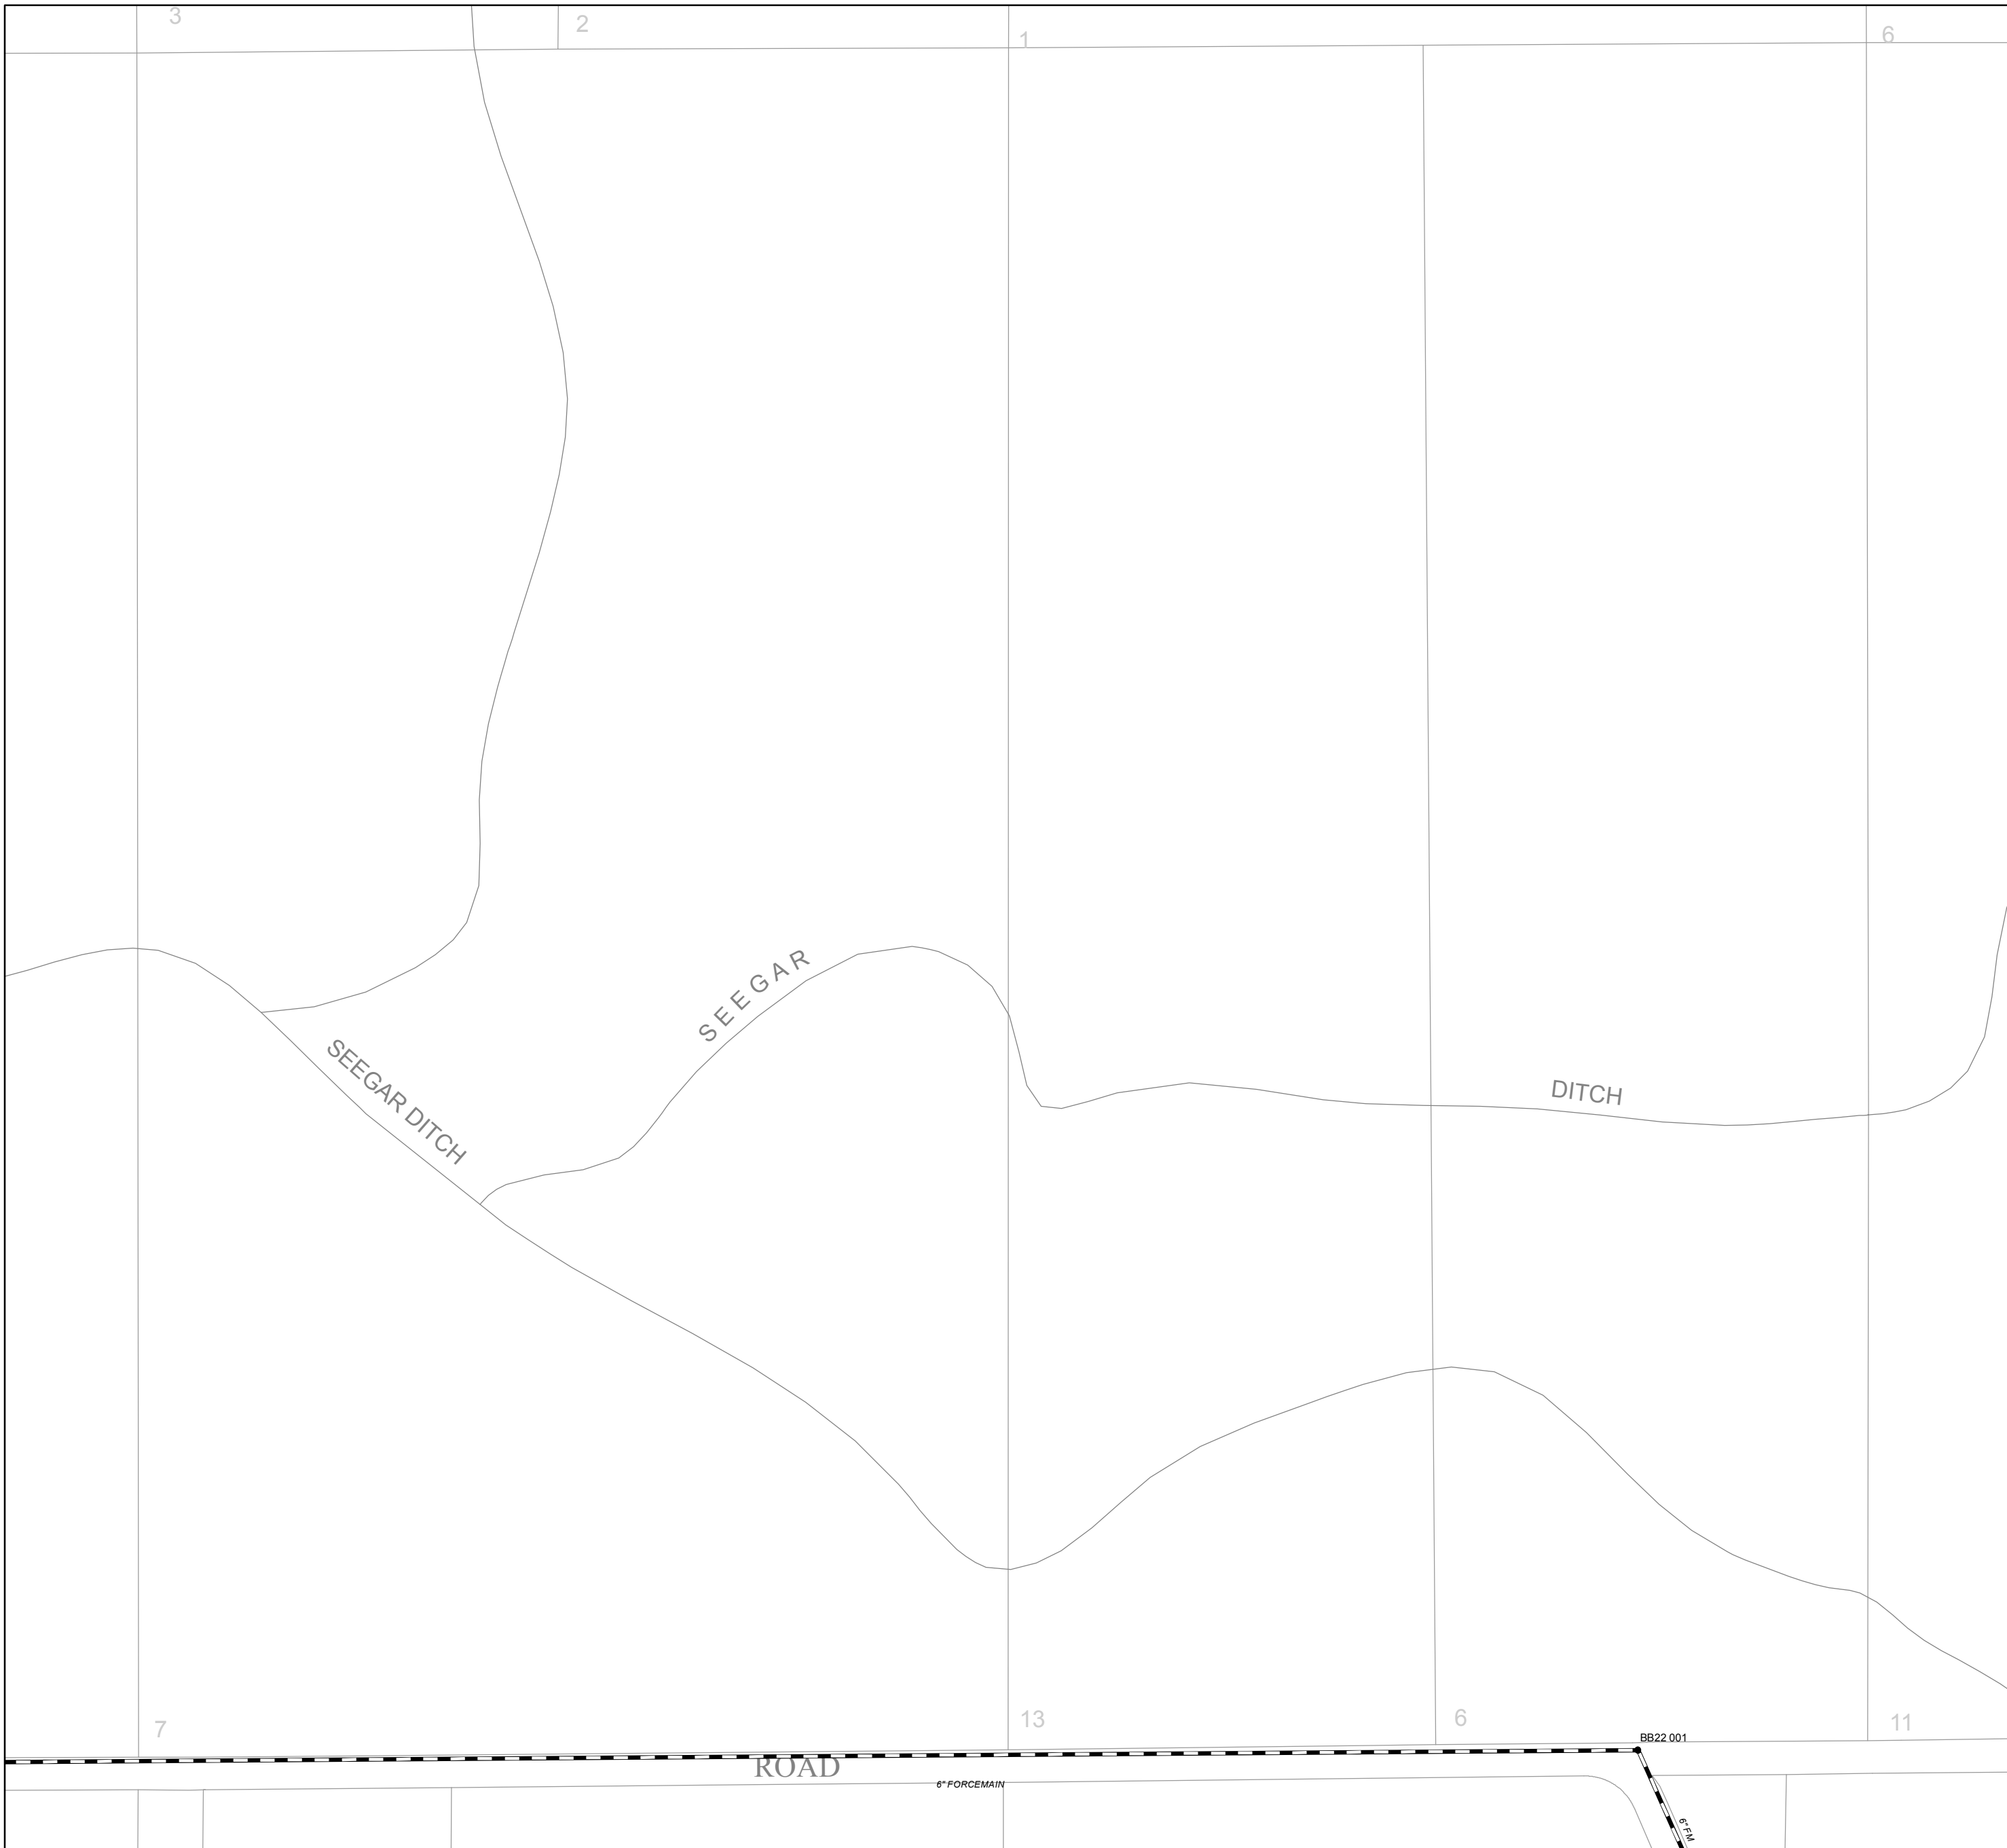 3
2
1
6
SEEGAR
SEEGAR DITCH
DITCH
7
13
6
11
BB22 001
ROAD
6" FORCEMAIN
6" FM